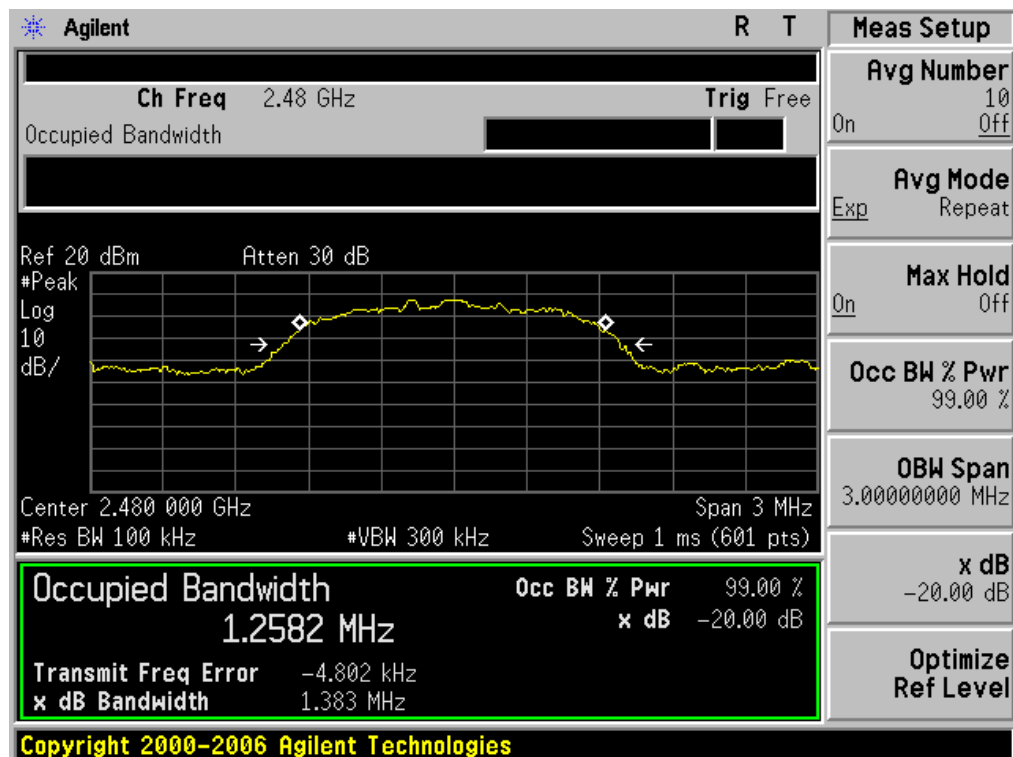 Agilent R T
Ch Freq 2.48 GHz Trig Free
Occupied Bandwidth
Ref 20 dBm Atten 30 dB
#Peak
Log
10
dB/
Center 2.480 000 GHz Span 3 MHz
#Res BW 100 kHz #VBW 300 kHz Sweep 1 ms (601 pts)
Occupied Bandwidth Occ BW % Pwr 99.00 %
1.2582 MHz x dB -20.00 dB
Transmit Freq Error -4.802 kHz
x dB Bandwidth 1.383 MHz
Copyright 2000-2006 Agilent Technologies
Meas Setup
Avg Number
10
On Off
Avg Mode
Exp Repeat
Max Hold
On Off
Occ BW % Pwr
99.00 %
OBW Span
3.00000000 MHz
x dB
-20.00 dB
Optimize
Ref Level